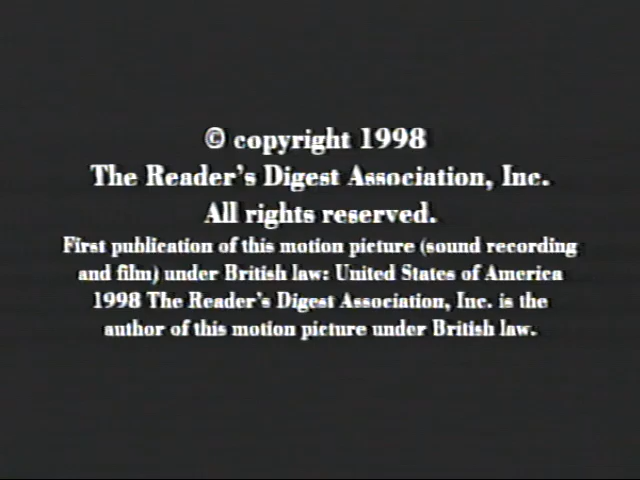 © copyright 1998
The Reader's Digest Association, Inc.
All rights reserved.
First publication of this motion picture (sound recording
and film) under British law: United States of America
1998 The Reader's Digest Association, Inc. is the
author of this motion picture under British law.